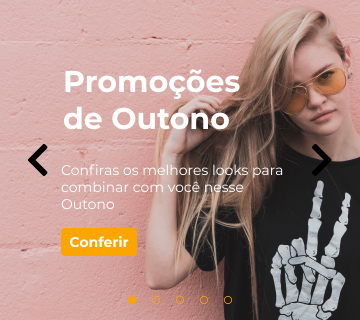 Promoções
de Outono
Confiras os melhores looks para
combinar com você nesse
Outono
Conferir